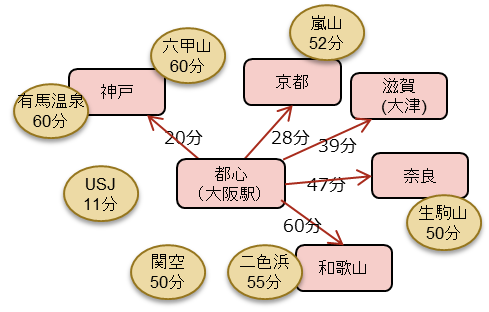 嵐山
52分
六甲山
60分
京都
滋賀
(大津)
神戸
有馬温泉
60分
20分
28分
39分
都心
（大阪駅）
47分
奈良
USJ
11分
生駒山
50分
60分
関空
50分
二色浜
55分
和歌山